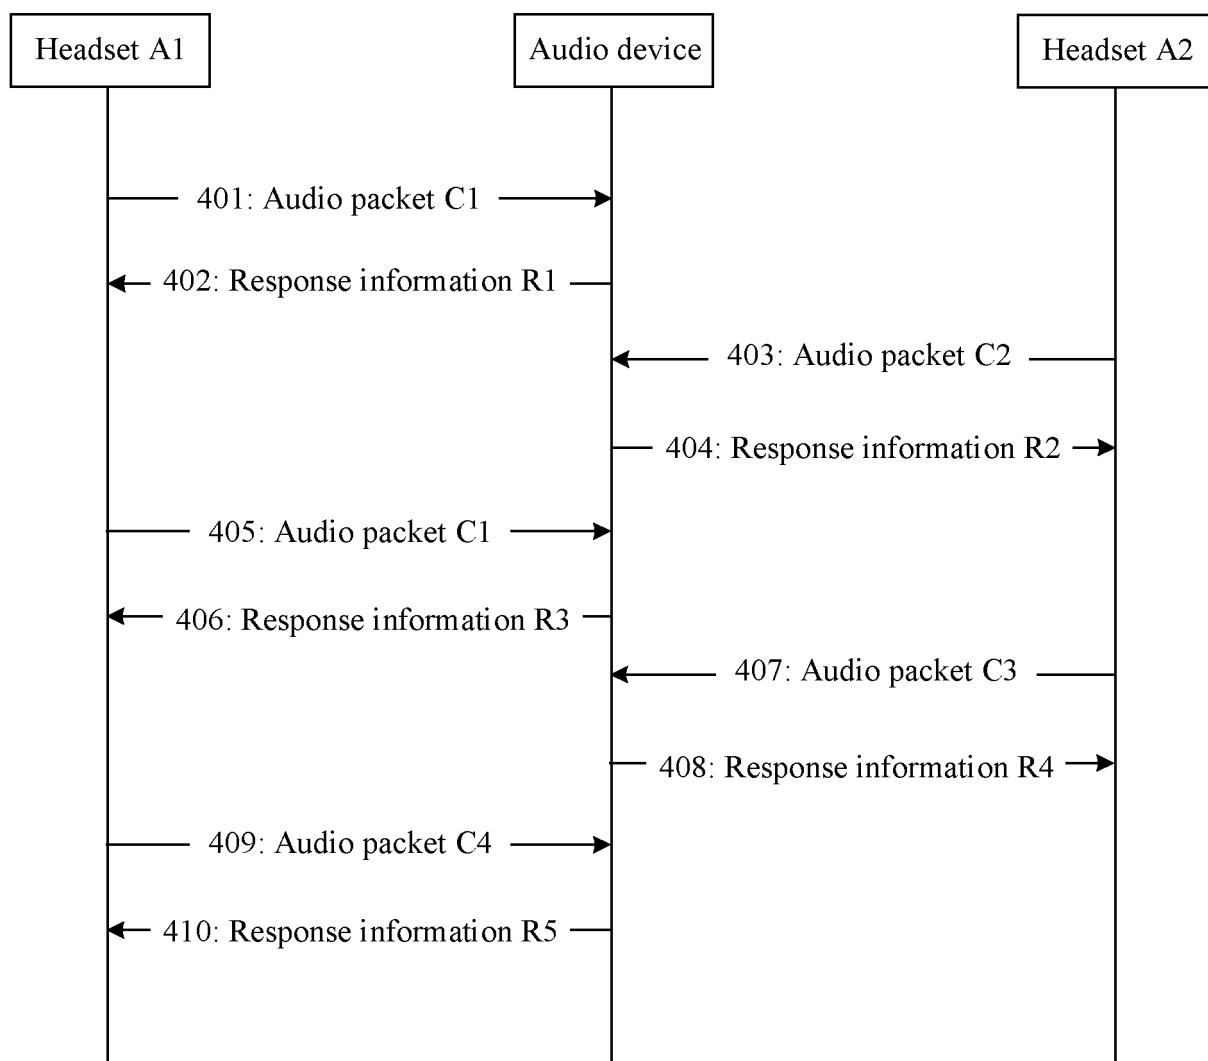 Headset A1
Audio device
Headset A2
401: Audio packet C1
402: Response information R1
403: Audio packet C2
404: Response information R2
405: Audio packet C1
406: Response information R3
407: Audio packet C3
408: Response information R4
409: Audio packet C4
410: Response information R5